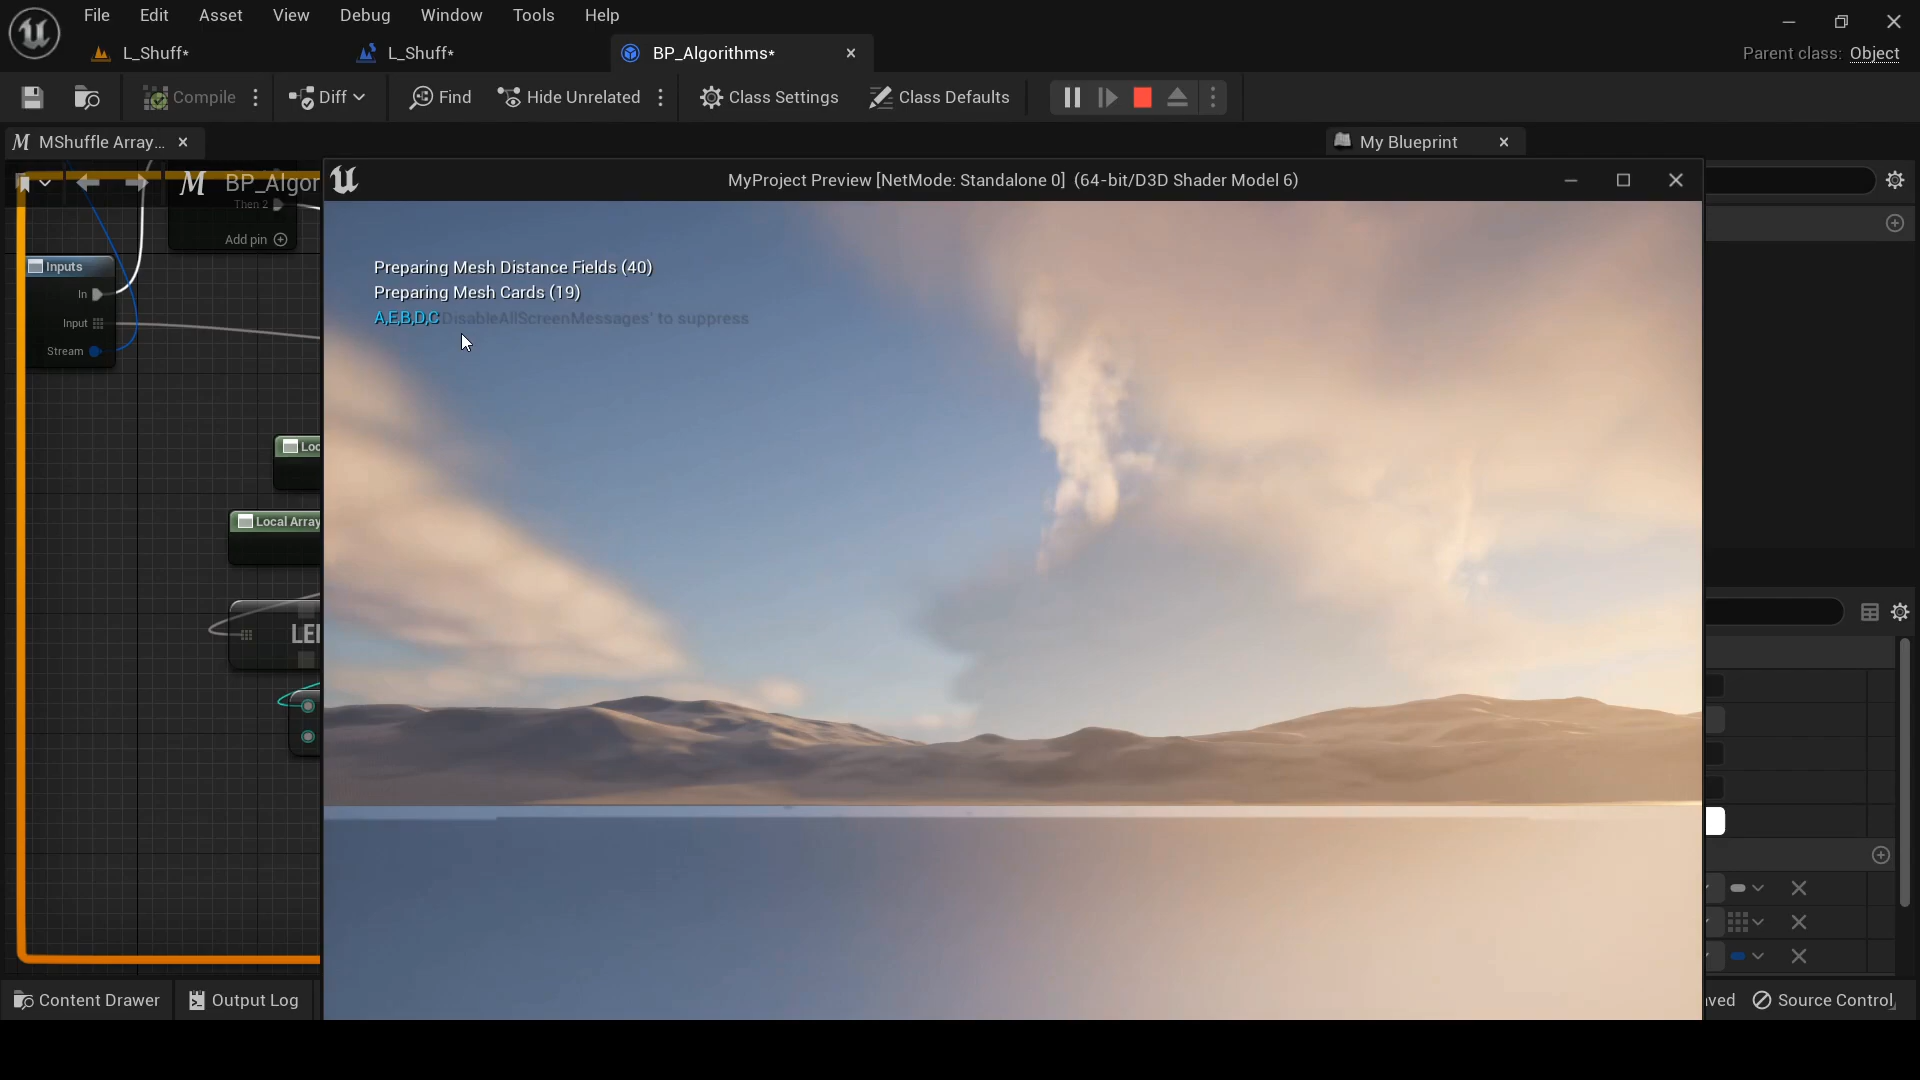 File Edit Asset View Debug Window Tools Help
L_Shuff* L_Shuff* BP_Algorithms* Parent class: Object
Compile Diff Find Hide Unrelated Class Settings Class Defaults
MShuffle Array... My Blueprint
BP_Algor
MyProject Preview [NetMode: Standalone 0] (64-bit/D3D Shader Model 6)
Then 2
Add pin
Inputs
In
Input
Stream
Preparing Mesh Distance Fields (40)
Preparing Mesh Cards (19)
A,E,B,D,C DisableAllScreenMessages' to suppress
Loc
Local Array
LE
Content Drawer Output Log Source Control